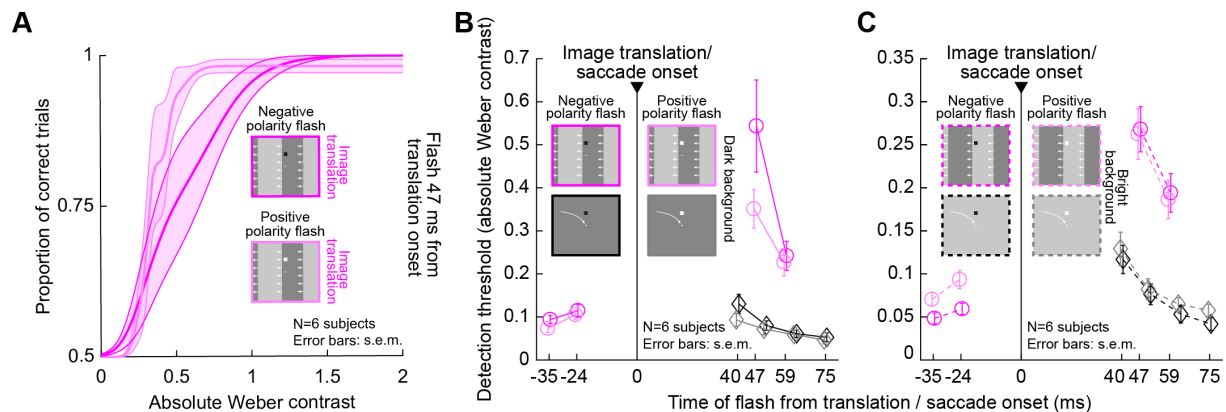 A
Proportion of correct trials
1
0.75
0.5
0
0.5
1
1.5
2
Absolute Weber contrast
Negative
polarity flash
Image
translation
Positive
polarity flash
Image
translation
N=6 subjects
Error bars: s.e.m.
Flash 47 ms from
translation onset
B
Detection threshold (absolute Weber contrast)
0.7
0.6
0.5
0.4
0.3
0.2
0.1
0
Image translation/
saccade onset
Negative
polarity flash
Positive
polarity flash
Dark background
N=6 subjects
Error bars: s.e.m.
-35
-24
0
40
47
59
75
C
0.35
0.3
0.25
0.2
0.15
0.1
0.05
0
Image translation/
saccade onset
Negative
polarity flash
Positive
polarity flash
Bright
background
N=6 subjects
Error bars: s.e.m.
-35
-24
0
40
47
59
75
Time of flash from translation / saccade onset (ms)